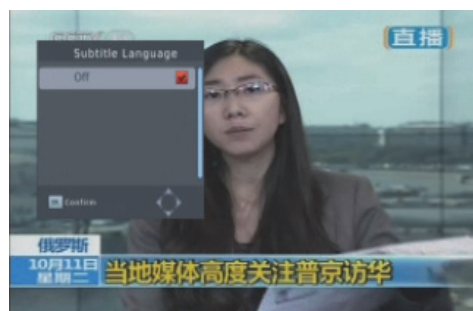 Subtitle Language
直播
Off
OK Confirm
俄罗斯
10月11日
星期二
当地媒体高度关注普京访华